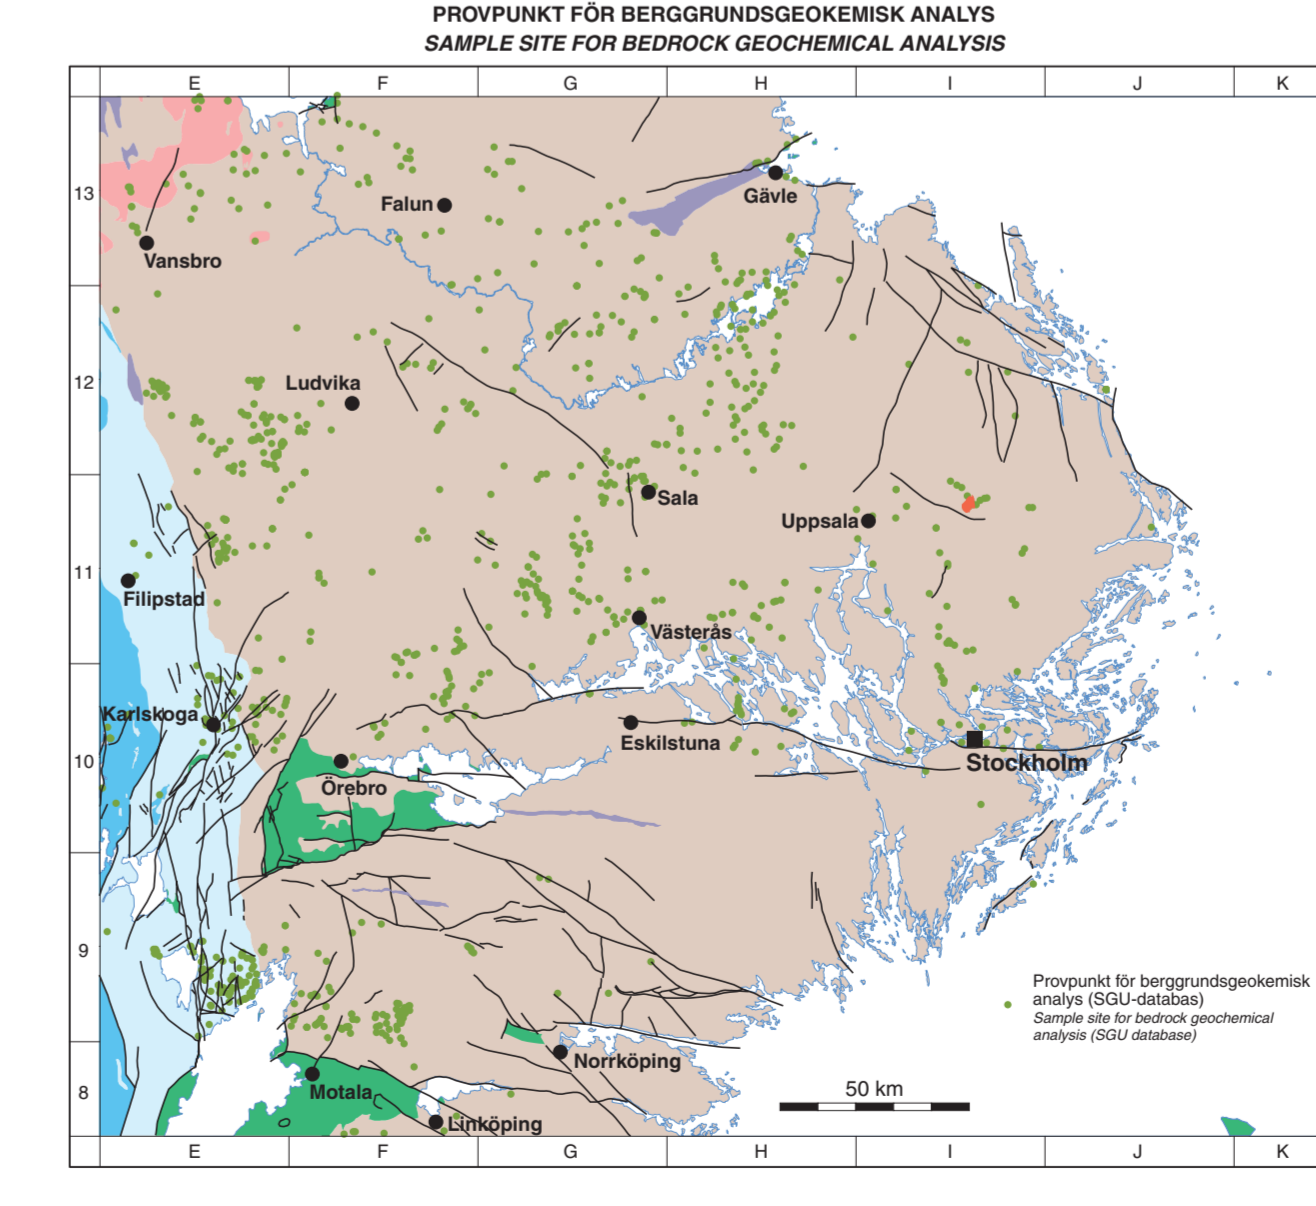 PROVPUNKT FÖR BERGGRUNDSGEOKEMISK ANALYS
SAMPLE SITE FOR BEDROCK GEOCHEMICAL ANALYSIS
E F G H I J K
13
Falun
Gävle
Vansbro
12
Ludvika
Sala
Uppsala
11
Filipstad
Västerås
Karlskoga
Eskilstuna
10
Stockholm
Örebro
9
Provpunkt för berggrundsgeokemisk
analys (SGU-databas)
Sample site for bedrock geochemical
analysis (SGU database)
Norrköping
50 km
8
Motala
Linköping
E F G H I J K